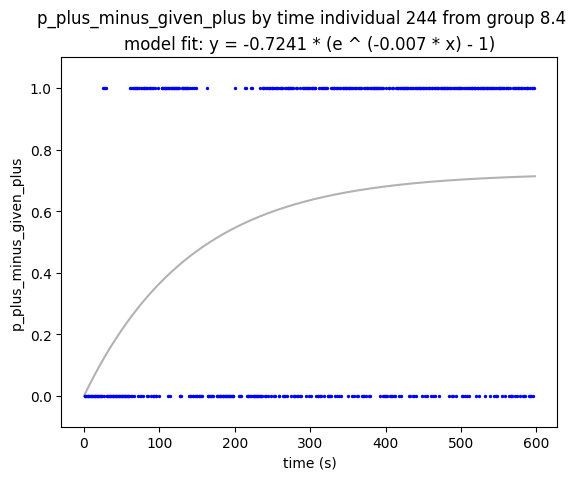 p_plus_minus_given_plus by time individual 244 from group 8.4
model fit: y = -0.7241 * (e ^ (-0.007 * x) - 1)
1.0
0.8
0.6
0.4
0.2
0.0
p_plus_minus_given_plus
0 100 200 300 400 500 600
time (s)